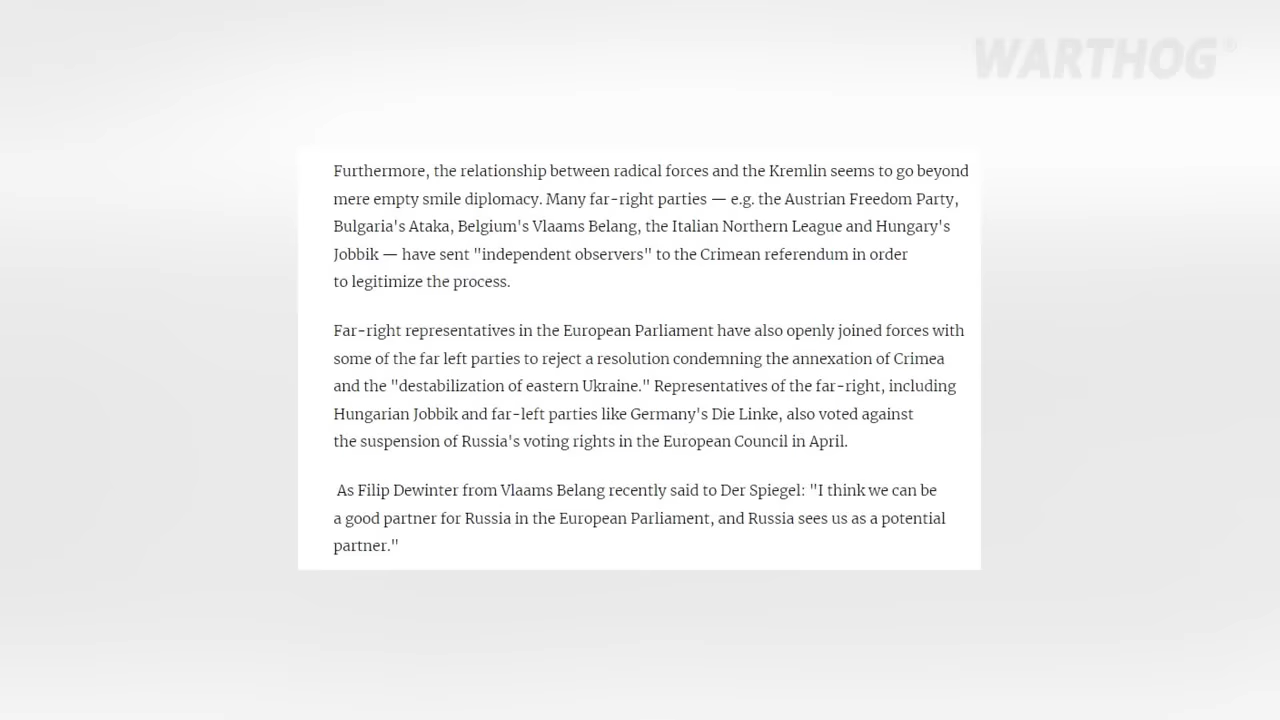 WARTHOG®
Furthermore, the relationship between radical forces and the Kremlin seems to go beyond
mere empty smile diplomacy. Many far-right parties — e.g. the Austrian Freedom Party,
Bulgaria's Ataka, Belgium's Vlaams Belang, the Italian Northern League and Hungary's
Jobbik — have sent "independent observers" to the Crimean referendum in order
to legitimize the process.
Far-right representatives in the European Parliament have also openly joined forces with
some of the far left parties to reject a resolution condemning the annexation of Crimea
and the "destabilization of eastern Ukraine." Representatives of the far-right, including
Hungarian Jobbik and far-left parties like Germany's Die Linke, also voted against
the suspension of Russia's voting rights in the European Council in April.
As Filip Dewinter from Vlaams Belang recently said to Der Spiegel: "I think we can be
a good partner for Russia in the European Parliament, and Russia sees us as a potential
partner."